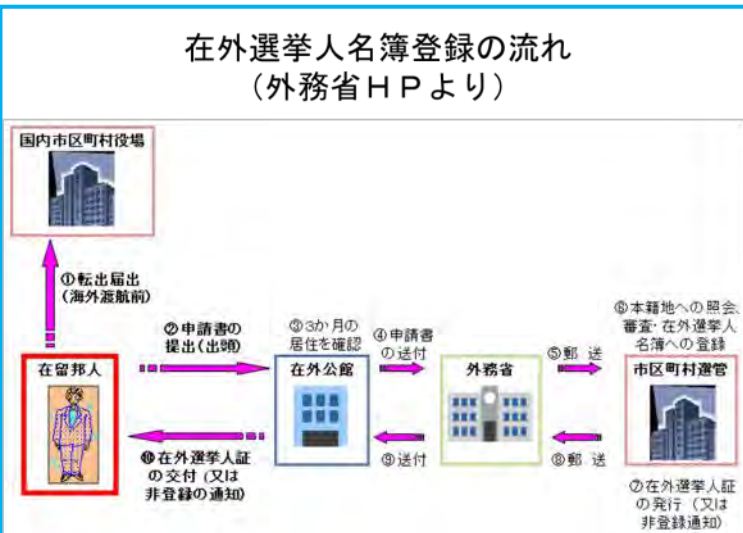 在外選挙人名簿登録の流れ
（外務省ＨＰより）
国内市区町村役場
①転出届出
（海外渡航前）
②申請書の
提出（出頭）
③3か月の
居住を確認
④申請書
の送付
⑤郵 送
⑥本籍地への照会、
審査・在外選挙人
名簿への登録
在留邦人
在外公館
外務省
市区町村選管
⑩在外選挙人証
の交付（又は
非登録の通知）
⑨送付
⑧郵 送
⑦在外選挙人証
の発行（又は
非登録通知）